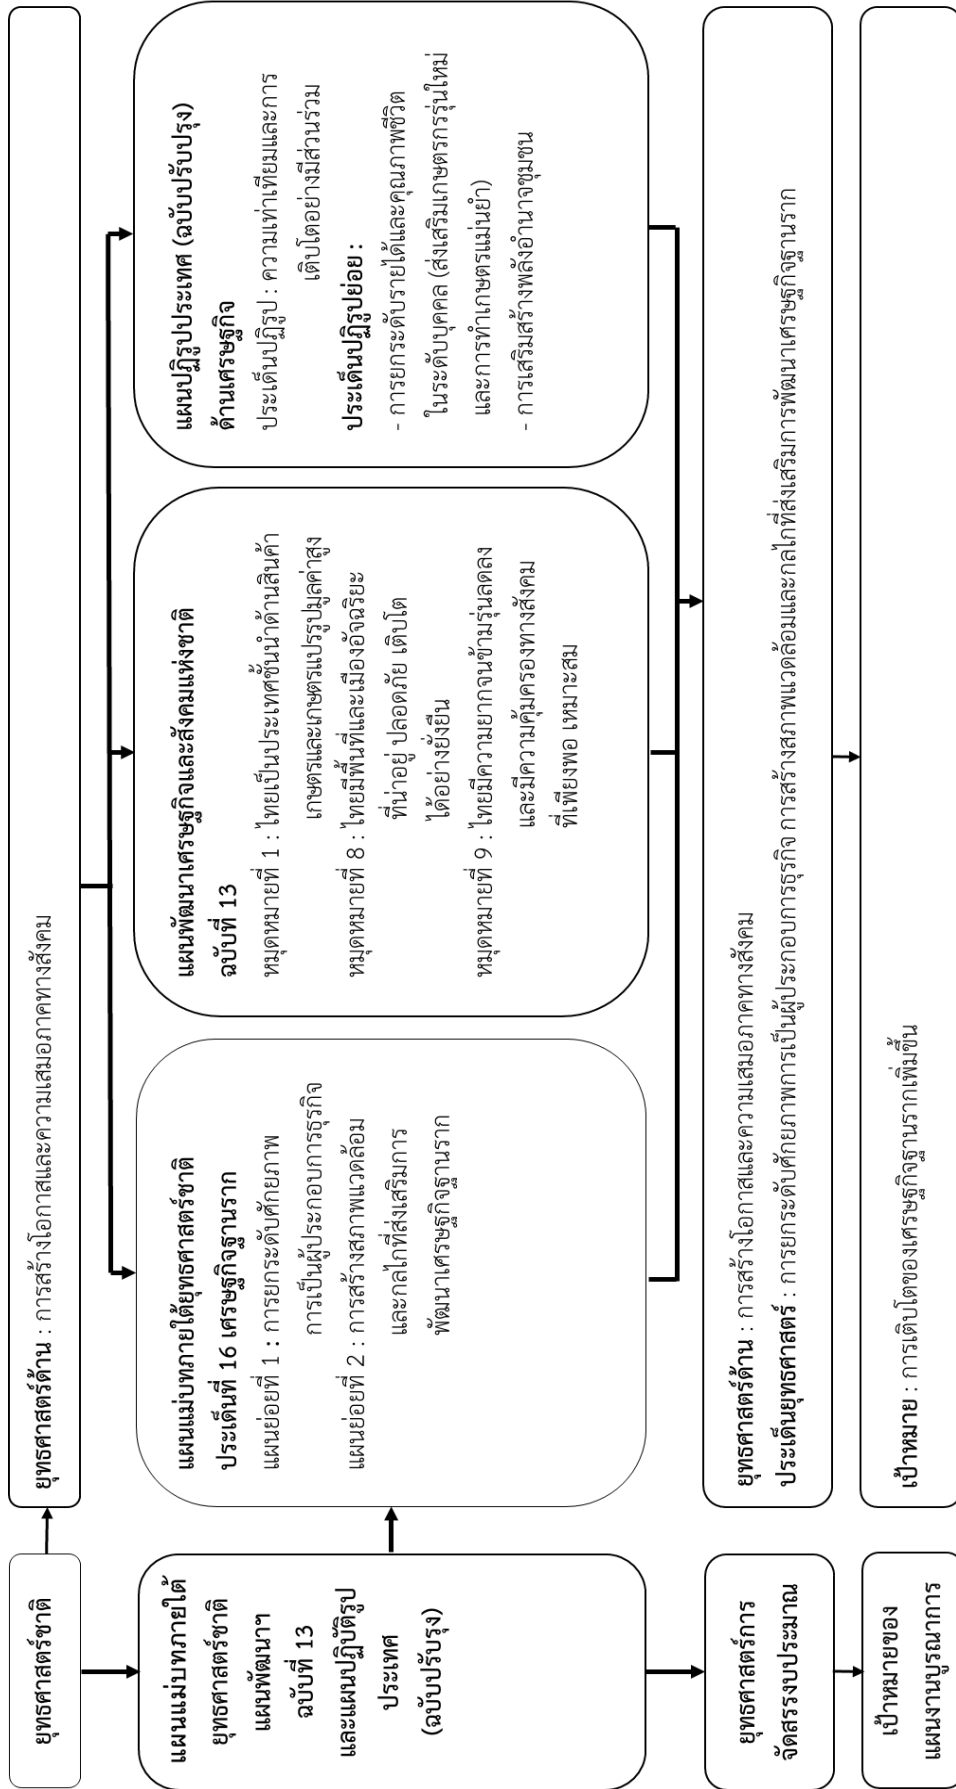 ยุทธศาสตร์ชาติ
ยุทธศาสตร์ด้าน : การสร้างโอกาสและความเสมอภาคทางสังคม
แผนแม่บทภายใต้
ยุทธศาสตร์ชาติ
แผนพัฒนาฯ
ฉบับที่ 13
และแผนปฏิบัติรูป
ประเทศ
(ฉบับปรับปรุง)
แผนแม่บทภายใต้ยุทธศาสตร์ชาติ
ประเด็นที่ 16 เศรษฐกิจฐานราก
แผนย่อยที่ 1 : การยกระดับศักยภาพ
การเป็นผู้ประกอบการธุรกิจ
แผนย่อยที่ 2 : การสร้างสภาพแวดล้อม
และกลไกที่ส่งเสริมการ
พัฒนาเศรษฐกิจฐานราก
แผนพัฒนาเศรษฐกิจและสังคมแห่งชาติ
ฉบับที่ 13
หมุดหมายที่ 1 : ไทยเป็นประเทศชั้นนำด้านสินค้า
เกษตรและเกษตรแปรรูปมูลค่าสูง
หมุดหมายที่ 8 : ไทยมีพื้นที่และเมืองอัจฉริยะ
ที่น่าอยู่ ปลอดภัย เติบโต
ได้อย่างยั่งยืน
หมุดหมายที่ 9 : ไทยมีความยากจนข้ามรุ่นลดลง
และมีความคุ้มครองทางสังคม
ที่เพียงพอ เหมาะสม
แผนปฏิรูปประเทศ (ฉบับปรับปรุง)
ด้านเศรษฐกิจ
ประเด็นปฏิรูป : ความเท่าเทียมและการ
เติบโตอย่างมีส่วนร่วม
ประเด็นปฏิรูปย่อย :
- การยกระดับรายได้และคุณภาพชีวิต
ในระดับบุคคล (ส่งเสริมเกษตรกรรุ่นใหม่
และการทำเกษตรแม่นยำ)
- การเสริมสร้างพลังอำนาจชุมชน
ยุทธศาสตร์การ
จัดสรรงบประมาณ
ยุทธศาสตร์ด้าน : การสร้างโอกาสและความเสมอภาคทางสังคม
ประเด็นยุทธศาสตร์ : การยกระดับศักยภาพการเป็นผู้ประกอบการธุรกิจ การสร้างสภาพแวดล้อมและกลไกที่ส่งเสริมการพัฒนาเศรษฐกิจฐานราก
เป้าหมายของ
แผนงานบูรณาการ
เป้าหมาย : การเติบโตของเศรษฐกิจฐานรากเพิ่มขึ้น